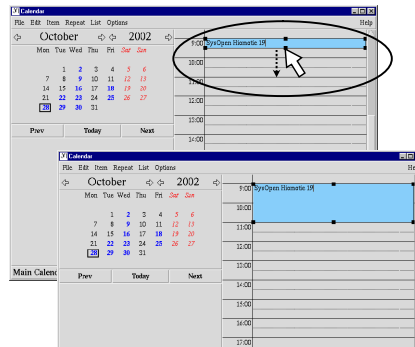 Calendar
File Edit Item Repeat List Options Help
October 2002
Mon Tue Wed Thu Fri Sat Sun
1 2 3 4 5 6
7 8 9 10 11 12 13
14 15 16 17 18 19 20
21 22 23 24 25 26 27
28 29 30 31
Prev Today Next
9:00 SysOpen Hiomatic 19
10:00
11:00
12:00
13:00
14:00
Main Calend
Calendar
File Edit Item Repeat List Options He
October 2002
Mon Tue Wed Thu Fri Sat Sun
1 2 3 4 5 6
7 8 9 10 11 12 13
14 15 16 17 18 19 20
21 22 23 24 25 26 27
28 29 30 31
Prev Today Next
9:00 SysOpen Hiomatic 19
10:00
11:00
12:00
13:00
14:00
15:00
16:00
17:00